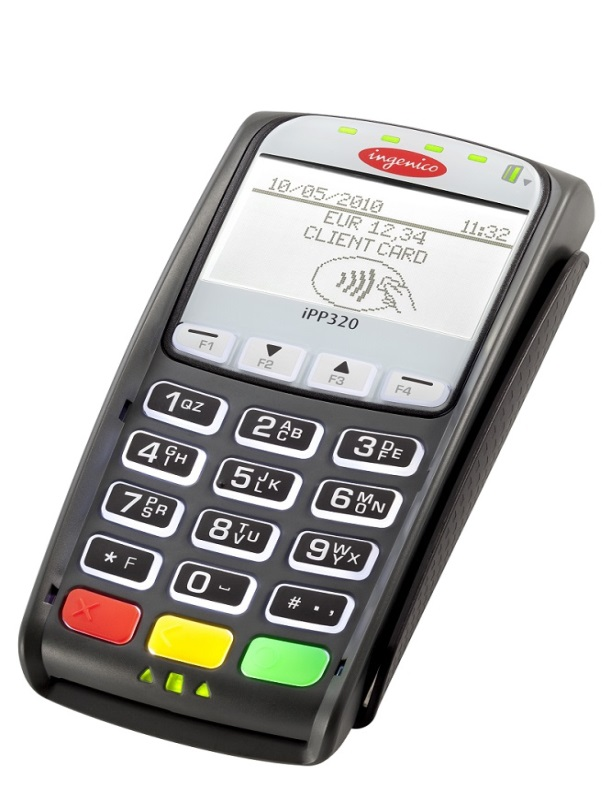 ingenico
10/05/2010 11:32
EUR 12,34
CLIENT CARD
iPP320
F1 F2 F3 F4
1 QZ 2 ABC 3 DEF
4 GHI 5 JKL 6 MNO
7 PRS 8 TUV 9 WXY
* F 0 # . ,